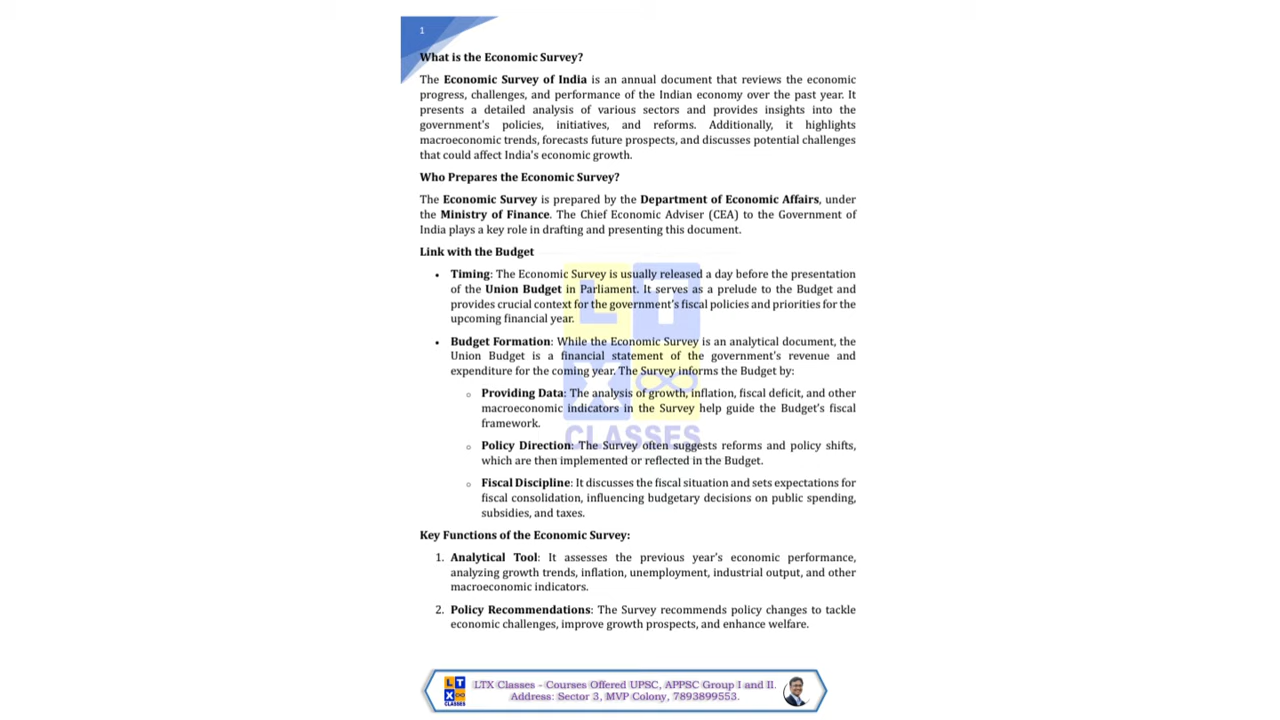 1
What is the Economic Survey?
The Economic Survey of India is an annual document that reviews the economic
progress, challenges, and performance of the Indian economy over the past year. It
presents a detailed analysis of various sectors and provides insights into the
government's policies, initiatives, and reforms. Additionally, it highlights
macroeconomic trends, forecasts future prospects, and discusses potential challenges
that could affect India's economic growth.
Who Prepares the Economic Survey?
The Economic Survey is prepared by the Department of Economic Affairs, under
the Ministry of Finance. The Chief Economic Adviser (CEA) to the Government of
India plays a key role in drafting and presenting this document.
Link with the Budget
• Timing: The Economic Survey is usually released a day before the presentation
of the Union Budget in Parliament. It serves as a prelude to the Budget and
provides crucial context for the government's fiscal policies and priorities for the
upcoming financial year.
• Budget Formation: While the Economic Survey is an analytical document, the
Union Budget is a financial statement of the government's revenue and
expenditure for the coming year. The Survey informs the Budget by:
○ Providing Data: The analysis of growth, inflation, fiscal deficit, and other
macroeconomic indicators in the Survey help guide the Budget's fiscal
framework.
○ Policy Direction: The Survey often suggests reforms and policy shifts,
which are then implemented or reflected in the Budget.
○ Fiscal Discipline: It discusses the fiscal situation and sets expectations for
fiscal consolidation, influencing budgetary decisions on public spending,
subsidies, and taxes.
Key Functions of the Economic Survey:
1. Analytical Tool: It assesses the previous year's economic performance,
analyzing growth trends, inflation, unemployment, industrial output, and other
macroeconomic indicators.
2. Policy Recommendations: The Survey recommends policy changes to tackle
economic challenges, improve growth prospects, and enhance welfare.
LTX CLASSES
LTX CLASSES
LTX Classes - Courses Offered UPSC, APPSC Group I and II.
Address: Sector 3, MVP Colony, 7893899553.